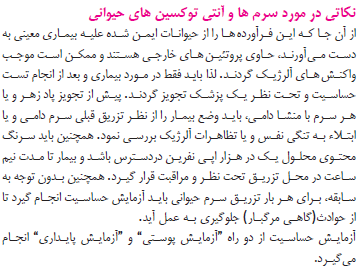 نکاتی در مورد سرم ها و آنتی توکسین های حیوانی
از آن جا که این فرآورده ها را از حیوانات ایمن شده علیه بیماری معینی به
دست می‌آورند، حاوی پروتئین های خارجی هستند و ممکن است موجب
واکنش های آلرژیک گردند. لذا باید فقط در مورد بیماری و بعد از انجام تست
حساسیت و تحت نظر یک پزشک تجویز گردند. پیش از تجویز پاد زهر و یا
هر سرم با منشا دامی، باید وضع بیمار را از نظر تزریق قبلی سرم دامی و یا
ابتلاء به تنگی نفس و یا تظاهرات آلرژیک بررسی نمود. همچنین باید سرنگ
محتوی محلول یک در هزار اپی نفرین در دسترس باشد و بیمار تا مدت نیم
ساعت در محل تزریق تحت نظر و مراقبت قرار گیرد. همچنین بدون توجه به
سابقه، برای هر بار تزریق سرم حیوانی باید آزمایش حساسیت انجام گیرد تا
از حوادث(گاهی مرگبار) جلوگیری به عمل آید.
آزمایش حساسیت از دو راه "آزمایش پوستی" و "آزمایش پایداری" انجام
می‌گیرد.